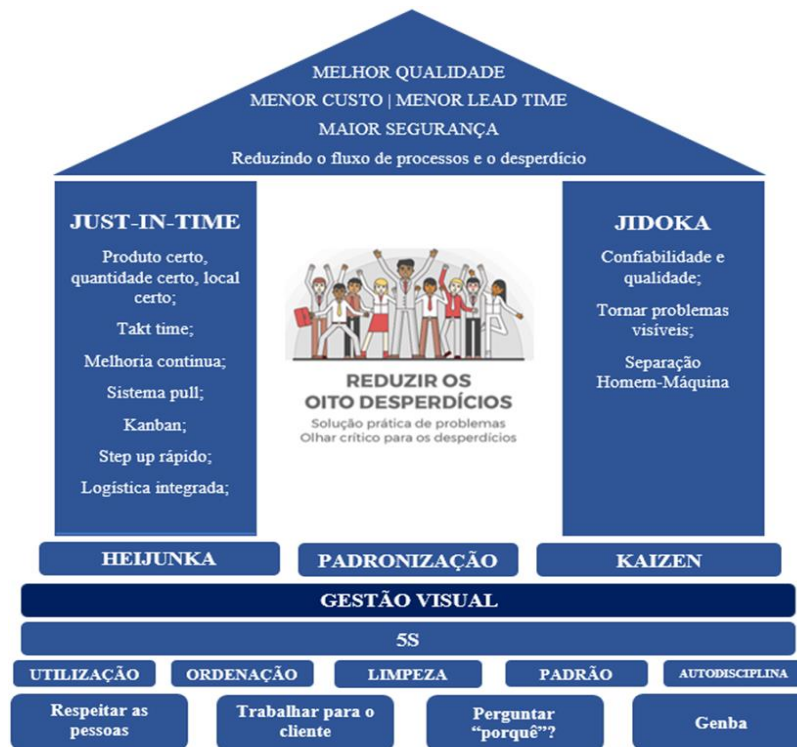 MELHOR QUALIDADE
MENOR CUSTO | MENOR LEAD TIME
MAIOR SEGURANÇA
Reduzindo o fluxo de processos e o desperdício
JUST-IN-TIME
Produto certo,
quantidade certo, local
certo;
Takt time;
Melhoria continua;
Sistema pull;
Kanban;
Step up rápido;
Logística integrada;
REDUZIR OS
OITO DESPERDÍCIOS
Solução prática de problemas
Olhar crítico para os desperdícios
JIDOKA
Confiabilidade e
qualidade;
Tornar problemas
visíveis;
Separação
Homem-Máquina
HEIJUNKA
PADRONIZAÇÃO
KAIZEN
GESTÃO VISUAL
5S
UTILIZAÇÃO
ORDENAÇÃO
LIMPEZA
PADRÃO
AUTODISCIPLINA
Respeitar as
pessoas
Trabalhar para o
cliente
Perguntar
“porquê”?
Genba